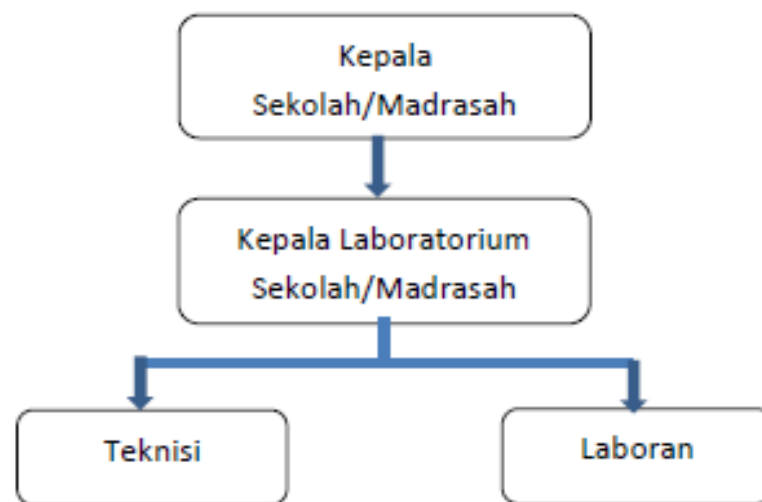 Kepala
Sekolah/Madrasah
Kepala Laboratorium
Sekolah/Madrasah
Teknisi
Laboran